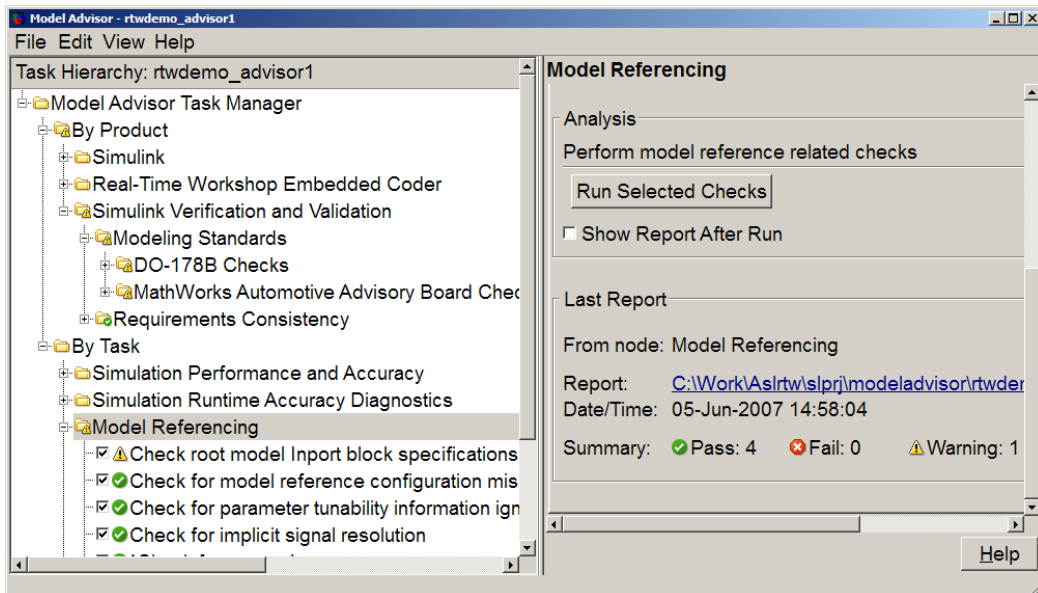 Model Advisor - rtwdemo_advisor1
File Edit View Help
Task Hierarchy: rtwdemo_advisor1
Model Advisor Task Manager
By Product
Simulink
Real-Time Workshop Embedded Coder
Simulink Verification and Validation
Modeling Standards
DO-178B Checks
MathWorks Automotive Advisory Board Chec
Requirements Consistency
By Task
Simulation Performance and Accuracy
Simulation Runtime Accuracy Diagnostics
Model Referencing
Check root model Inport block specifications
Check for model reference configuration mis
Check for parameter tunability information ign
Check for implicit signal resolution
Model Referencing
Analysis
Perform model reference related checks
Run Selected Checks
Show Report After Run
Last Report
From node: Model Referencing
Report: C:\Work\Aslrtw\slprj\modeladvisor\rtwder
Date/Time: 05-Jun-2007 14:58:04
Summary: Pass: 4 Fail: 0 Warning: 1
Help